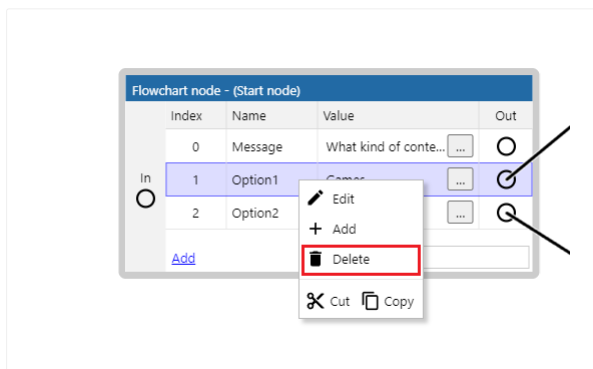 Flowchart node - (Start node)
Index Name Value Out
0 Message What kind of conte... ...
In
1 Option1 Games ...
2 Option2 ...
Edit
Add
Delete
Cut Copy
Add